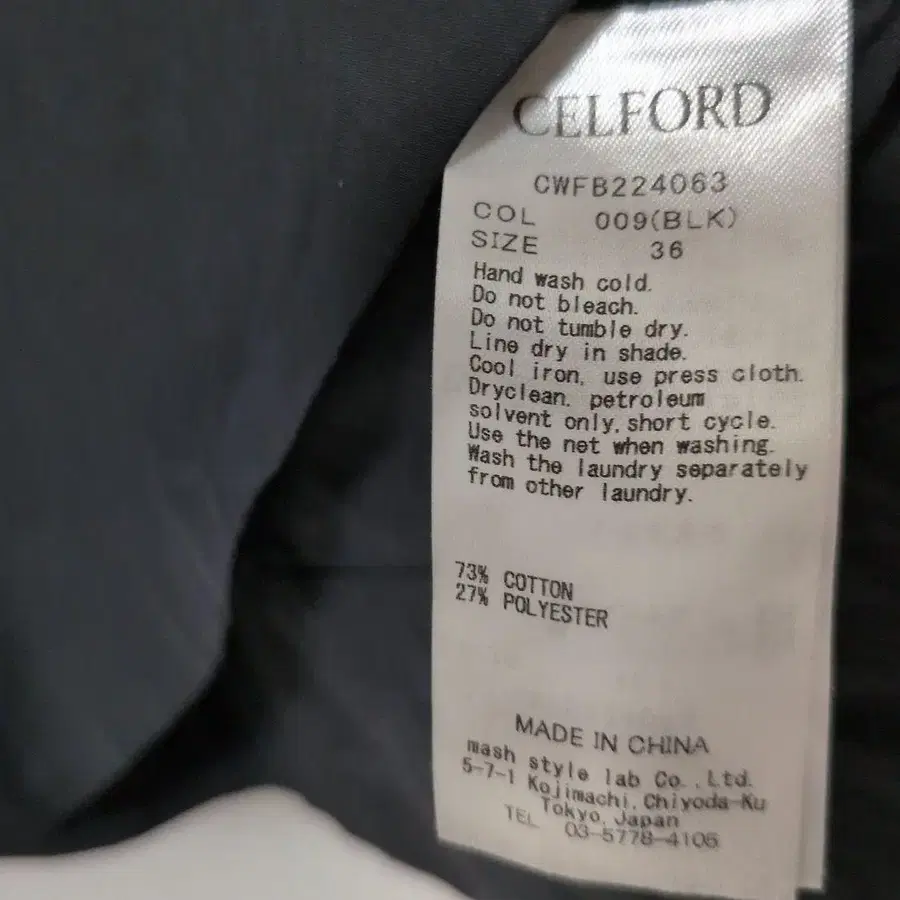 CELFORD
CWFB224063
COL 009(BLK)
SIZE 36
Hand wash cold.
Do not bleach.
Do not tumble dry.
Line dry in shade.
Cool iron, use press cloth.
Dryclean. petroleum
solvent only,short cycle.
Use the net when washing.
Wash the laundry separately
from other laundry.
73% COTTON
27% POLYESTER
MADE IN CHINA
mash style lab Co.,Ltd.
5-7-1 Kojimachi,Chiyoda-Ku
Tokyo,Japan
TEL 03-5778-4105